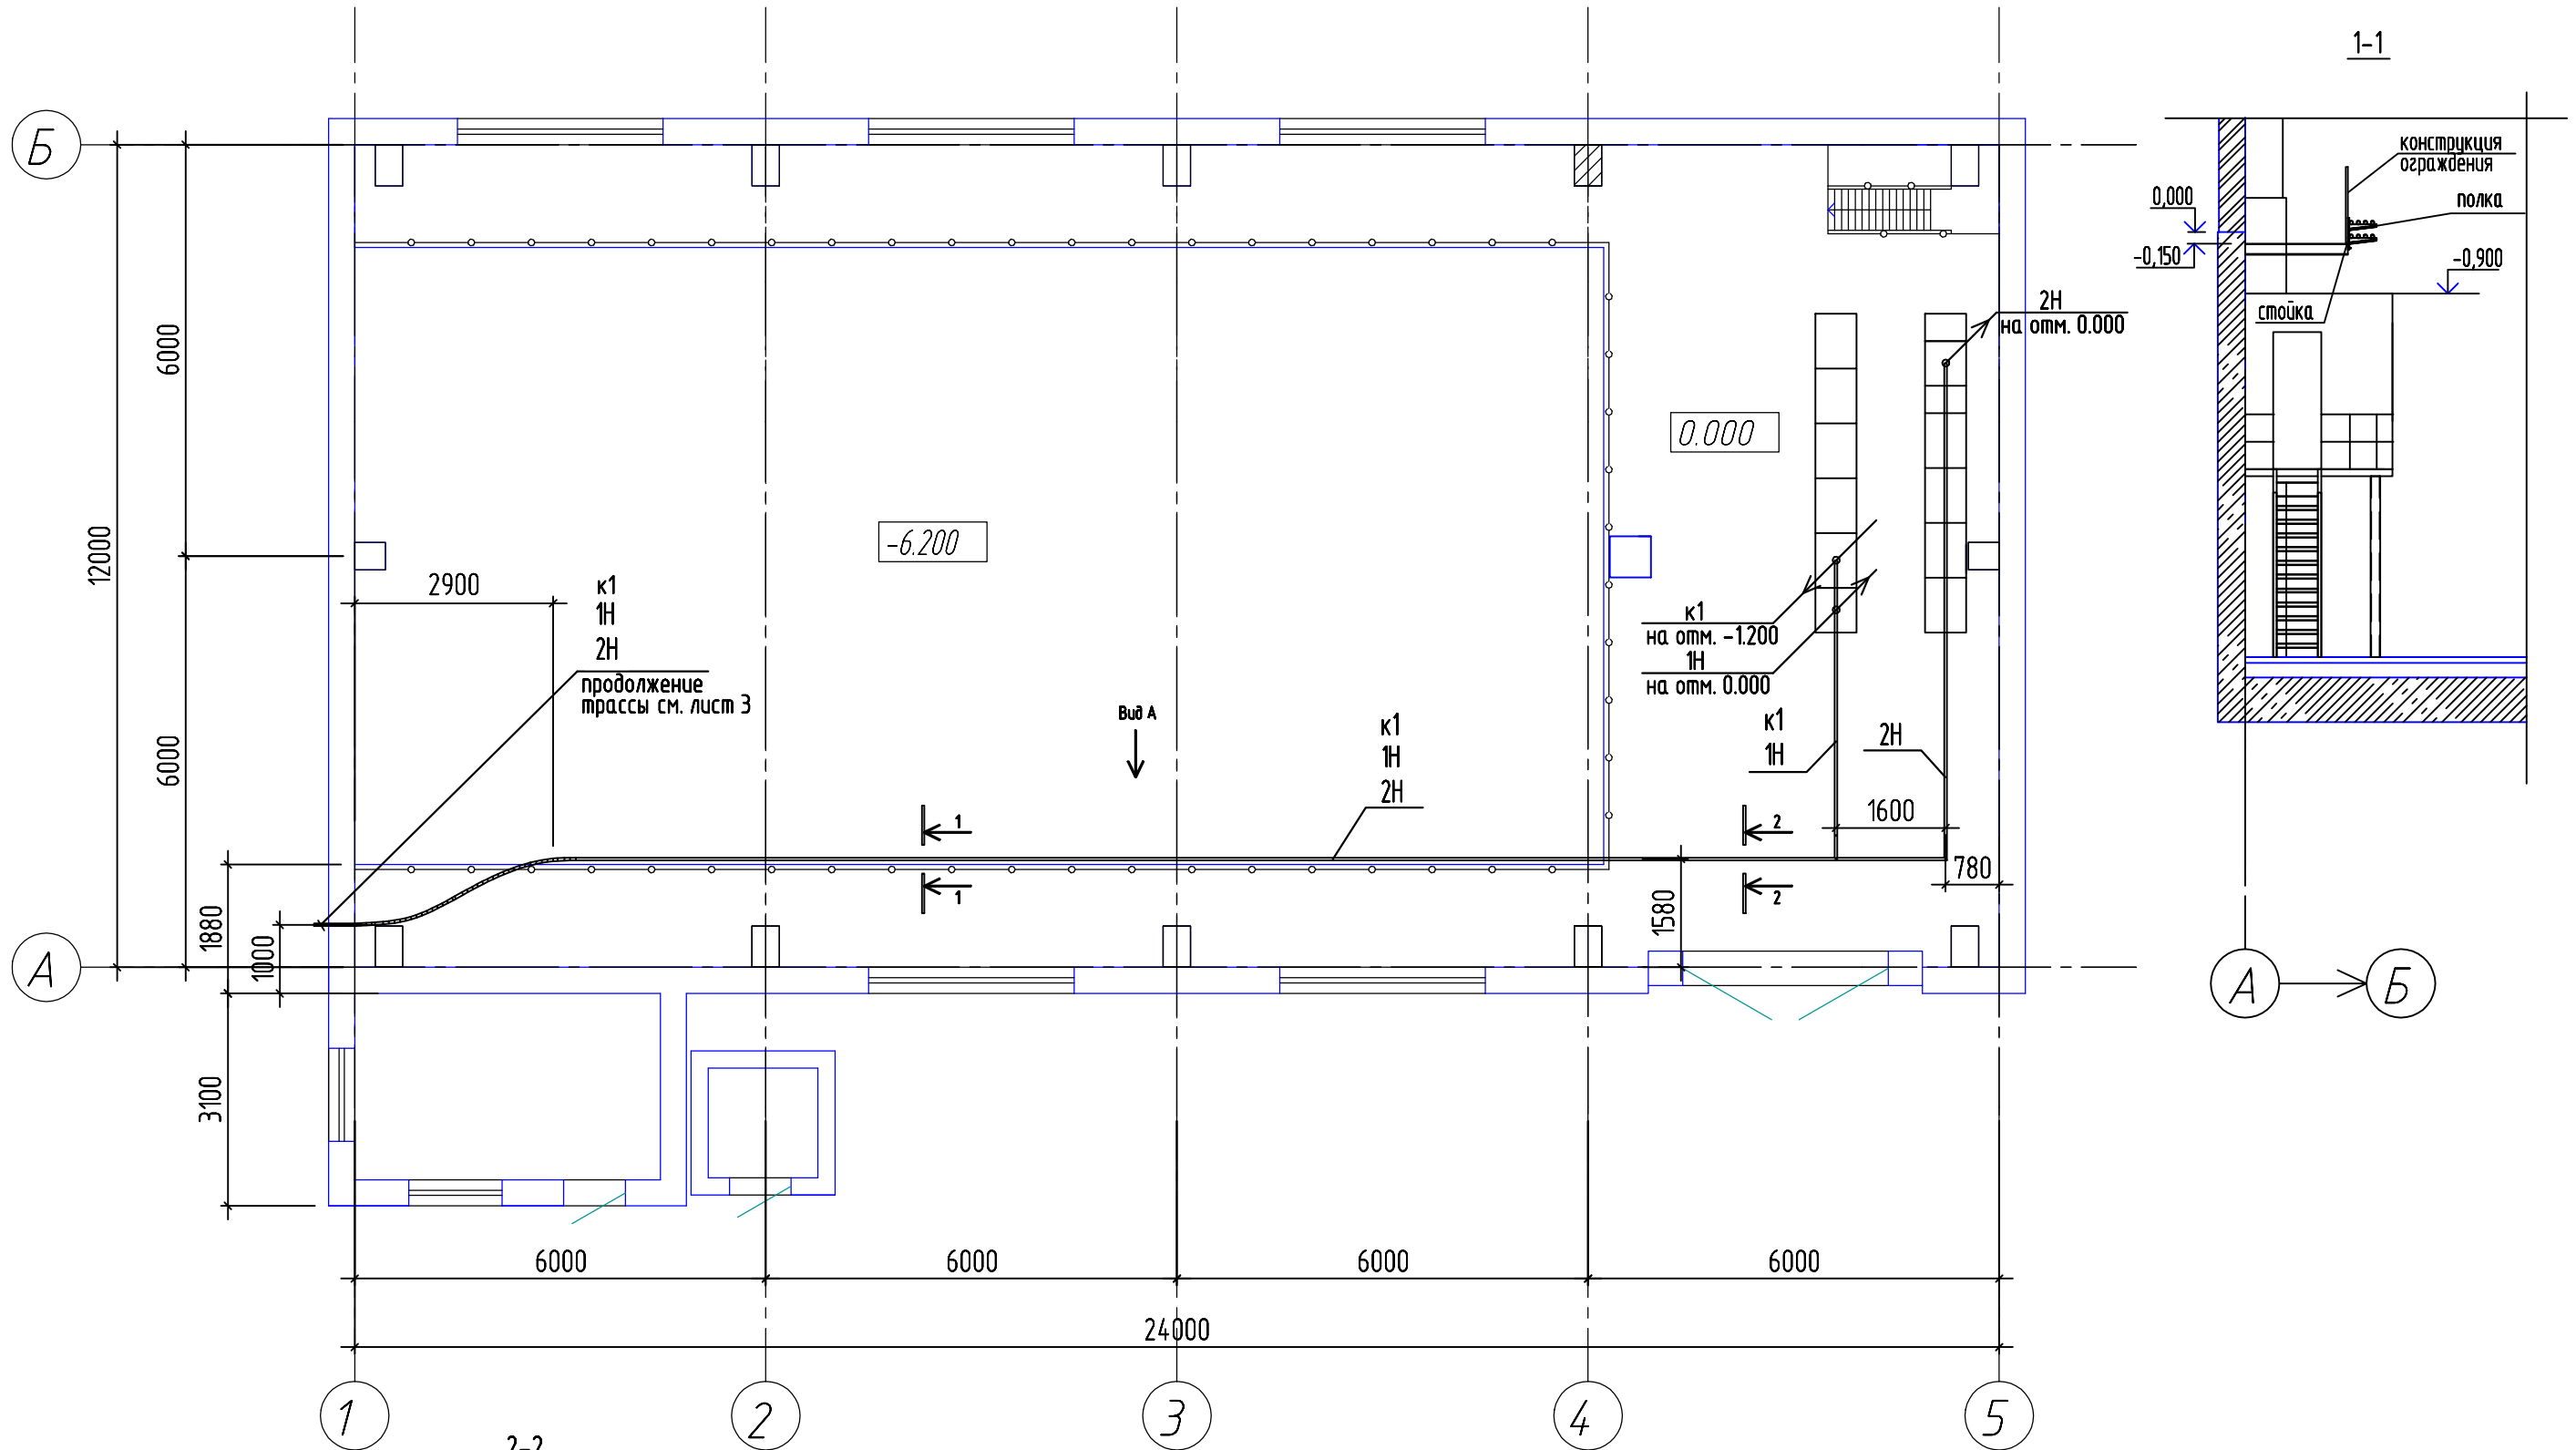 1-1
Б
конструкция
ограждения
0,000
полка
-0,150
-0,900
стойка
2Н
на отм. 0.000
6000
0.000
12000
-6.200
2900
к1
1Н
2Н
продолжение
трассы см. лист 3
к1
на отм. -1.200
1Н
на отм. 0.000
Вид А
к1
1Н
2Н
к1
1Н
2Н
6000
1
2
1600
780
1
2
1880
1000
1580
А
А
Б
3100
6000
6000
6000
6000
24000
1
2
3
4
5
2-2